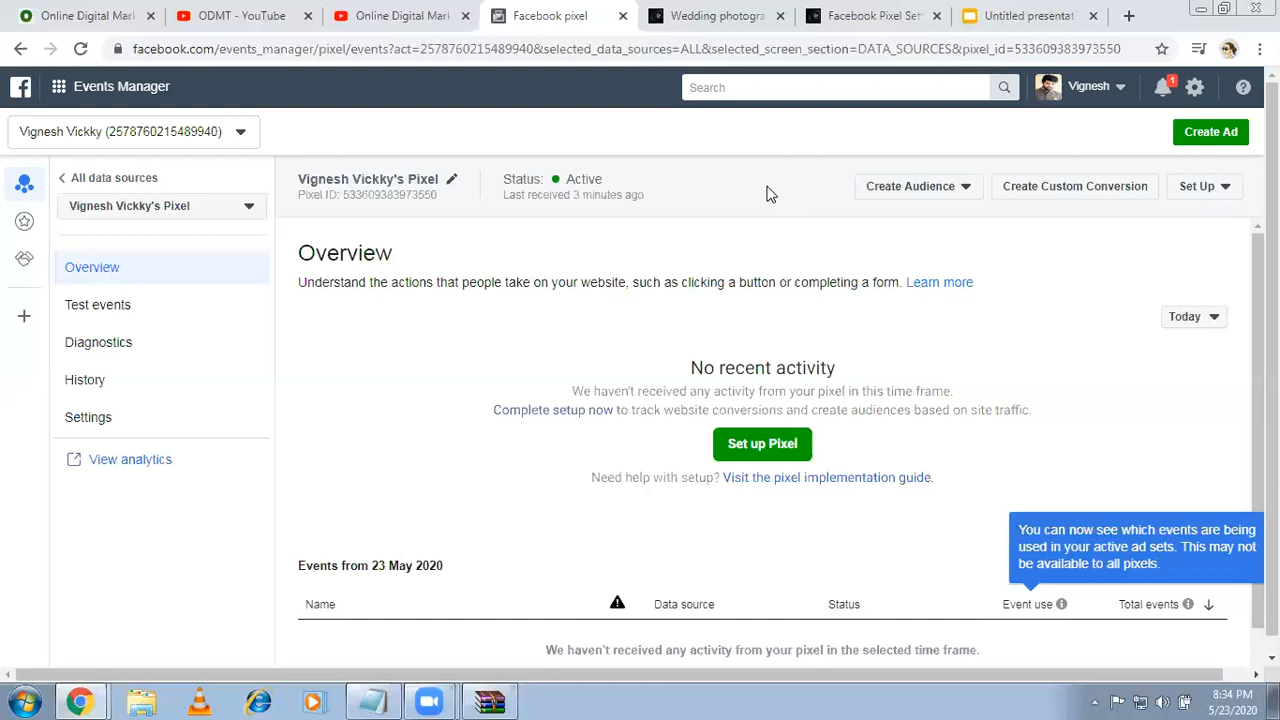 Online Digital Mark
ODMT - YouTube
Online Digital Mark
Facebook pixel
Wedding photogra
Facebook Pixel Set
Untitled presentat
facebook.com/events_manager/pixel/events?act=2578760215489940&selected_data_sources=ALL&selected_screen_section=DATA_SOURCES&pixel_id=533609383973550
Events Manager
Search
Vignesh
1
Vignesh Vickky (2578760215489940)
Create Ad
All data sources
Vignesh Vickky's Pixel
Vignesh Vickky's Pixel
Pixel ID: 533609383973550
Status: Active
Last received 3 minutes ago
Create Audience
Create Custom Conversion
Set Up
Overview
Test events
Diagnostics
History
Settings
View analytics
Overview
Understand the actions that people take on your website, such as clicking a button or completing a form. Learn more
Today
No recent activity
We haven't received any activity from your pixel in this time frame.
Complete setup now to track website conversions and create audiences based on site traffic.
Set up Pixel
Need help with setup? Visit the pixel implementation guide.
You can now see which events are being
used in your active ad sets. This may not
be available to all pixels.
Events from 23 May 2020
Name
Data source
Status
Event use
Total events
We haven't received any activity from your pixel in the selected time frame.
8:34 PM
5/23/2020